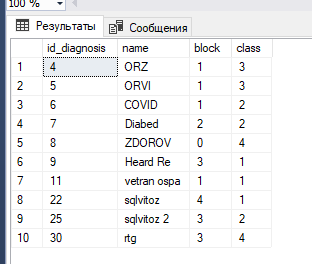 100 %
Результаты Сообщения
id_diagnosis name block class
1 4 ORZ 1 3
2 5 ORVI 1 3
3 6 COVID 1 2
4 7 Diabed 2 2
5 8 ZDOROV 0 4
6 9 Heard Re 3 1
7 11 vetran ospa 1 1
8 22 sqlvitoz 4 1
9 25 sqlvitoz 2 3 2
10 30 rtg 3 4